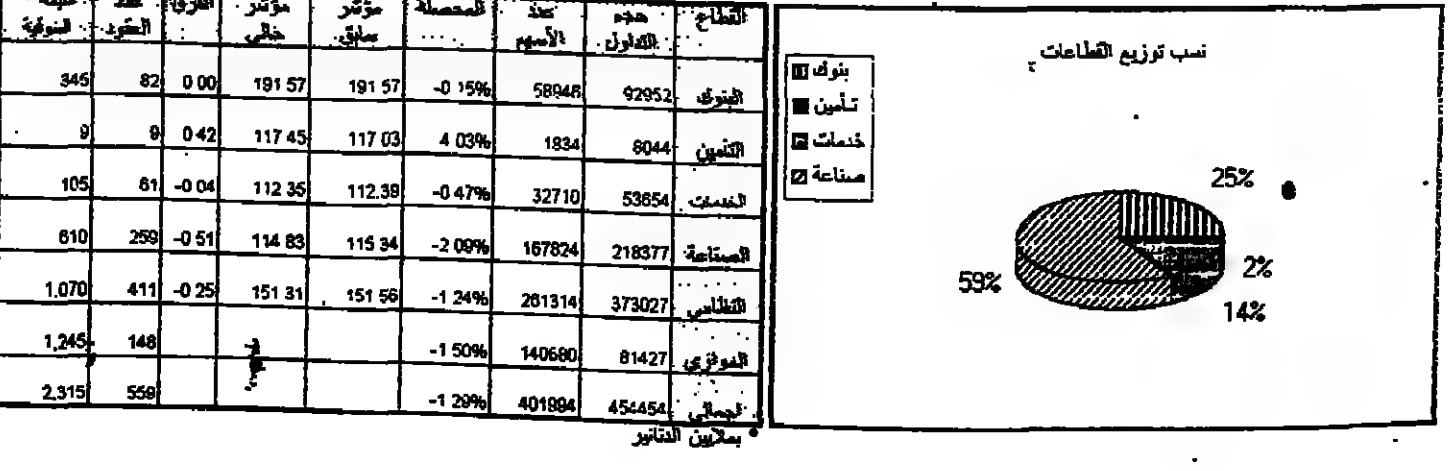 نسب توزيع القطاعات
بنوك
تأمين
خدمات
صناعة
25%
2%
14%
59%
القطاع حجم التداول عدد الأسهم المحصلة مؤشر سابق مؤشر حالي الفرق عدد العقود السوقية
البنوك 92952 58946 -0 15% 191 57 191 57 0 00 82 345
التأمين 8044 1934 4 03% 117 03 117 45 0 42 9 9
الخدمات 53654 32710 -0 47% 112.39 112 35 -0 04 61 105
الصناعة 218377 167824 -2 09% 115 34 114 83 -0 51 259 610
النظامي 373027 261314 -1 24% 151 56 151 31 -0 25 411 1,070
الموازي 81427 140680 -1 50% 148 1,245
اجمالي 454454 401994 -1 29% 559 2,315
* بملايين الدنانير